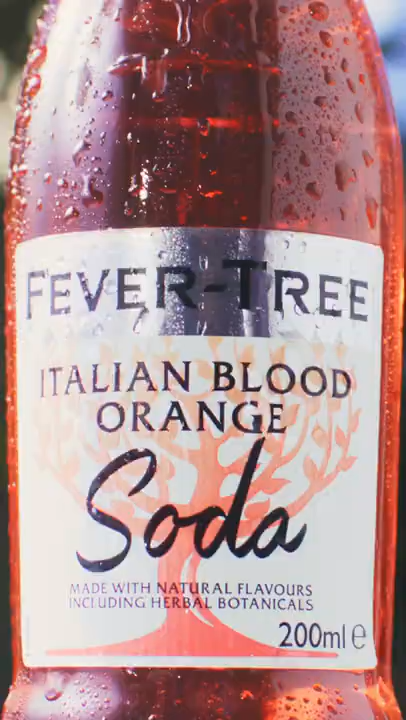 FEVER-TREE
ITALIAN BLOOD
ORANGE
Soda
MADE WITH NATURAL FLAVOURS
INCLUDING HERBAL BOTANICALS
200ml ℮